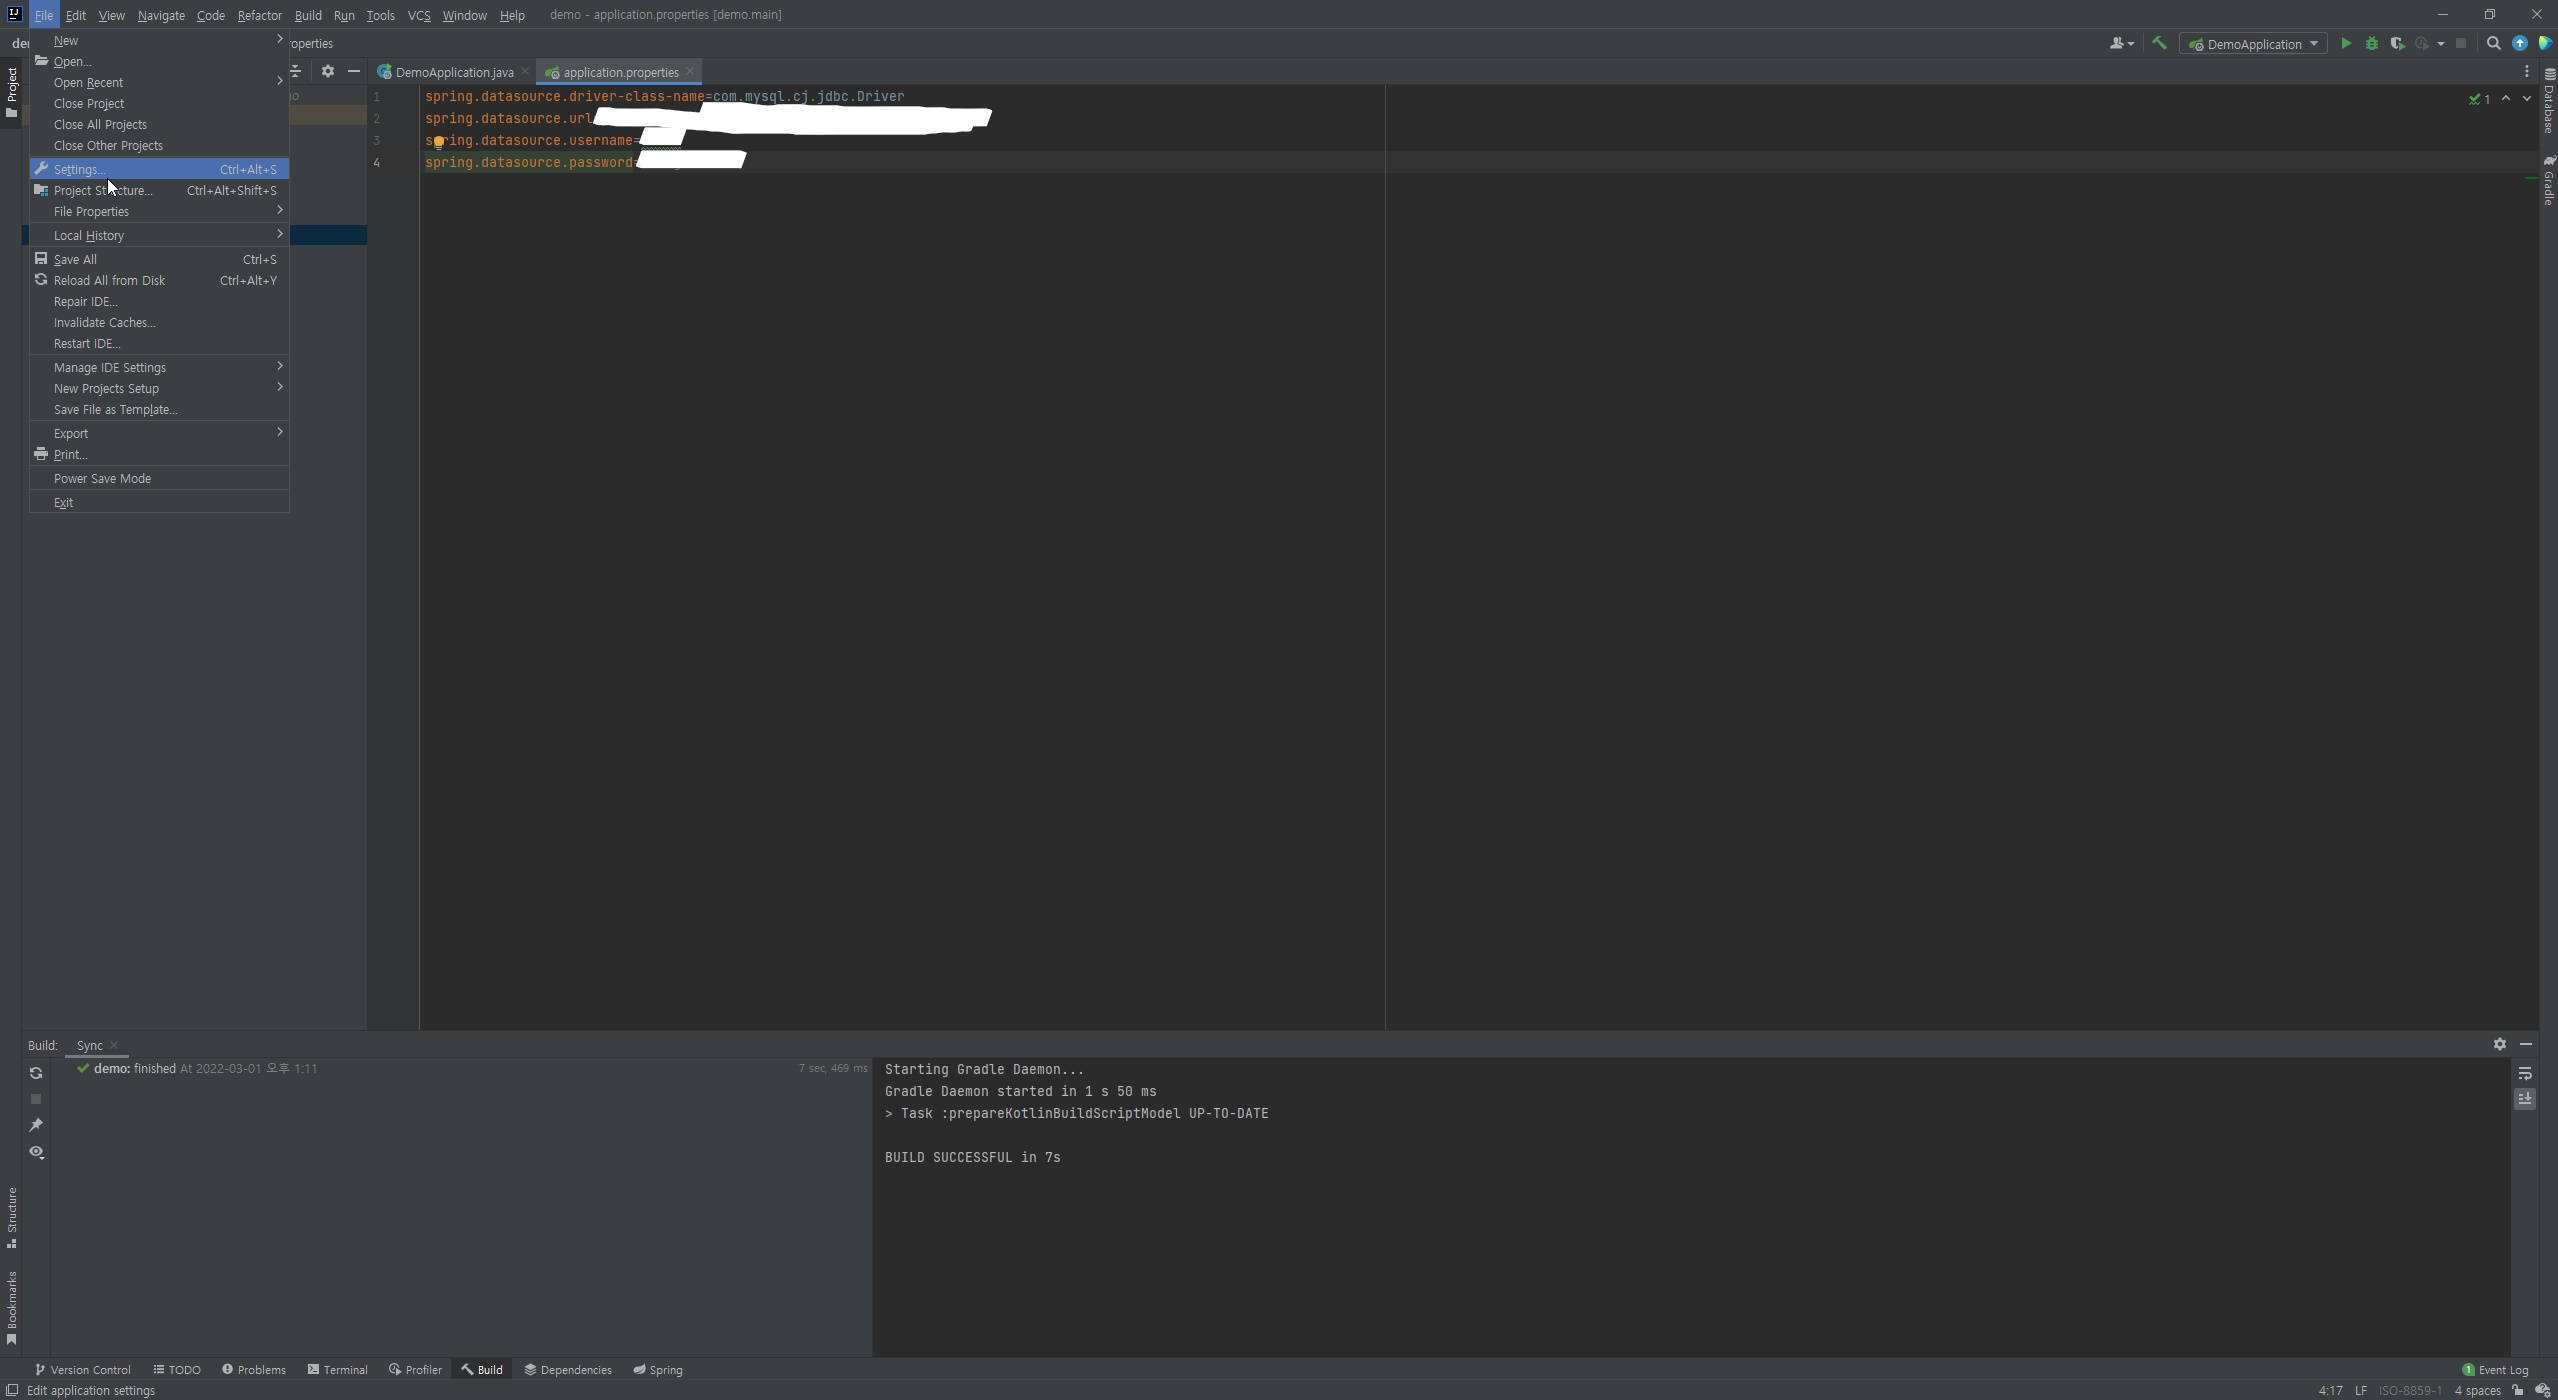 File Edit View Navigate Code Refactor Build Run Tools VCS Window Help demo - application.properties [demo.main]
operties
DemoApplication
New
Open...
Open Recent
Close Project
Close All Projects
Close Other Projects
Settings... Ctrl+Alt+S
Project Structure... Ctrl+Alt+Shift+S
File Properties
Local History
Save All Ctrl+S
Reload All from Disk Ctrl+Alt+Y
Repair IDE...
Invalidate Caches...
Restart IDE...
Manage IDE Settings
New Projects Setup
Save File as Template...
Export
Print...
Power Save Mode
Exit
Project
DemoApplication.java application.properties
1 spring.datasource.driver-class-name=com.mysql.cj.jdbc.Driver
2 spring.datasource.url
3 spring.datasource.username=
4 spring.datasource.password=
1
Database
Gradle
Build: Sync
demo: finished At 2022-03-01 오후 1:11 7 sec, 469 ms
Starting Gradle Daemon...
Gradle Daemon started in 1 s 50 ms
> Task :prepareKotlinBuildScriptModel UP-TO-DATE
BUILD SUCCESSFUL in 7s
Structure
Bookmarks
Version Control TODO Problems Terminal Profiler Build Dependencies Spring 1 Event Log
Edit application settings 4:17 LF ISO-8859-1 4 spaces